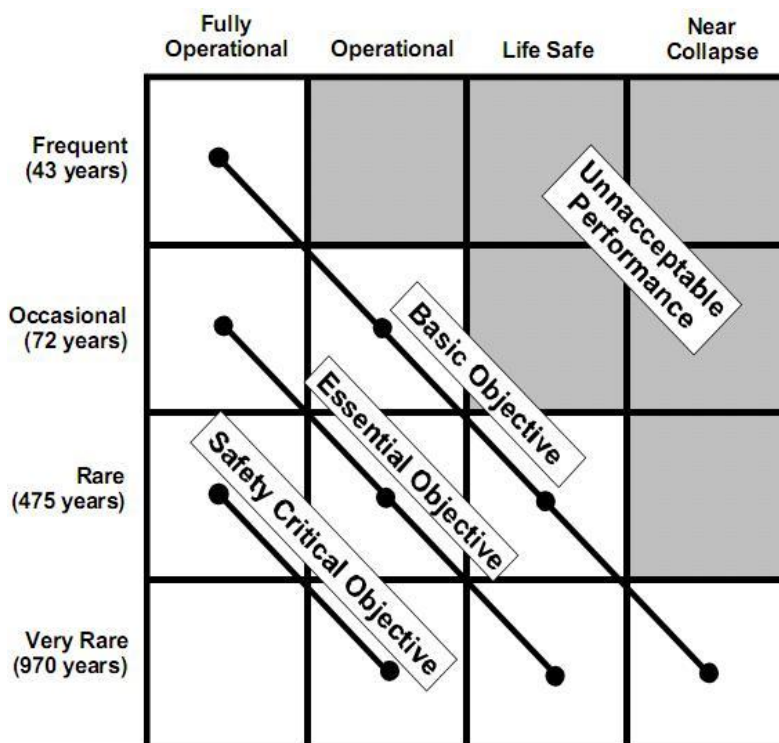 Fully
Operational
Operational
Life Safe
Near
Collapse
Frequent
(43 years)
Unnacceptable
Performance
Occasional
(72 years)
Basic Objective
Essential Objective
Safety Critical Objective
Rare
(475 years)
Very Rare
(970 years)